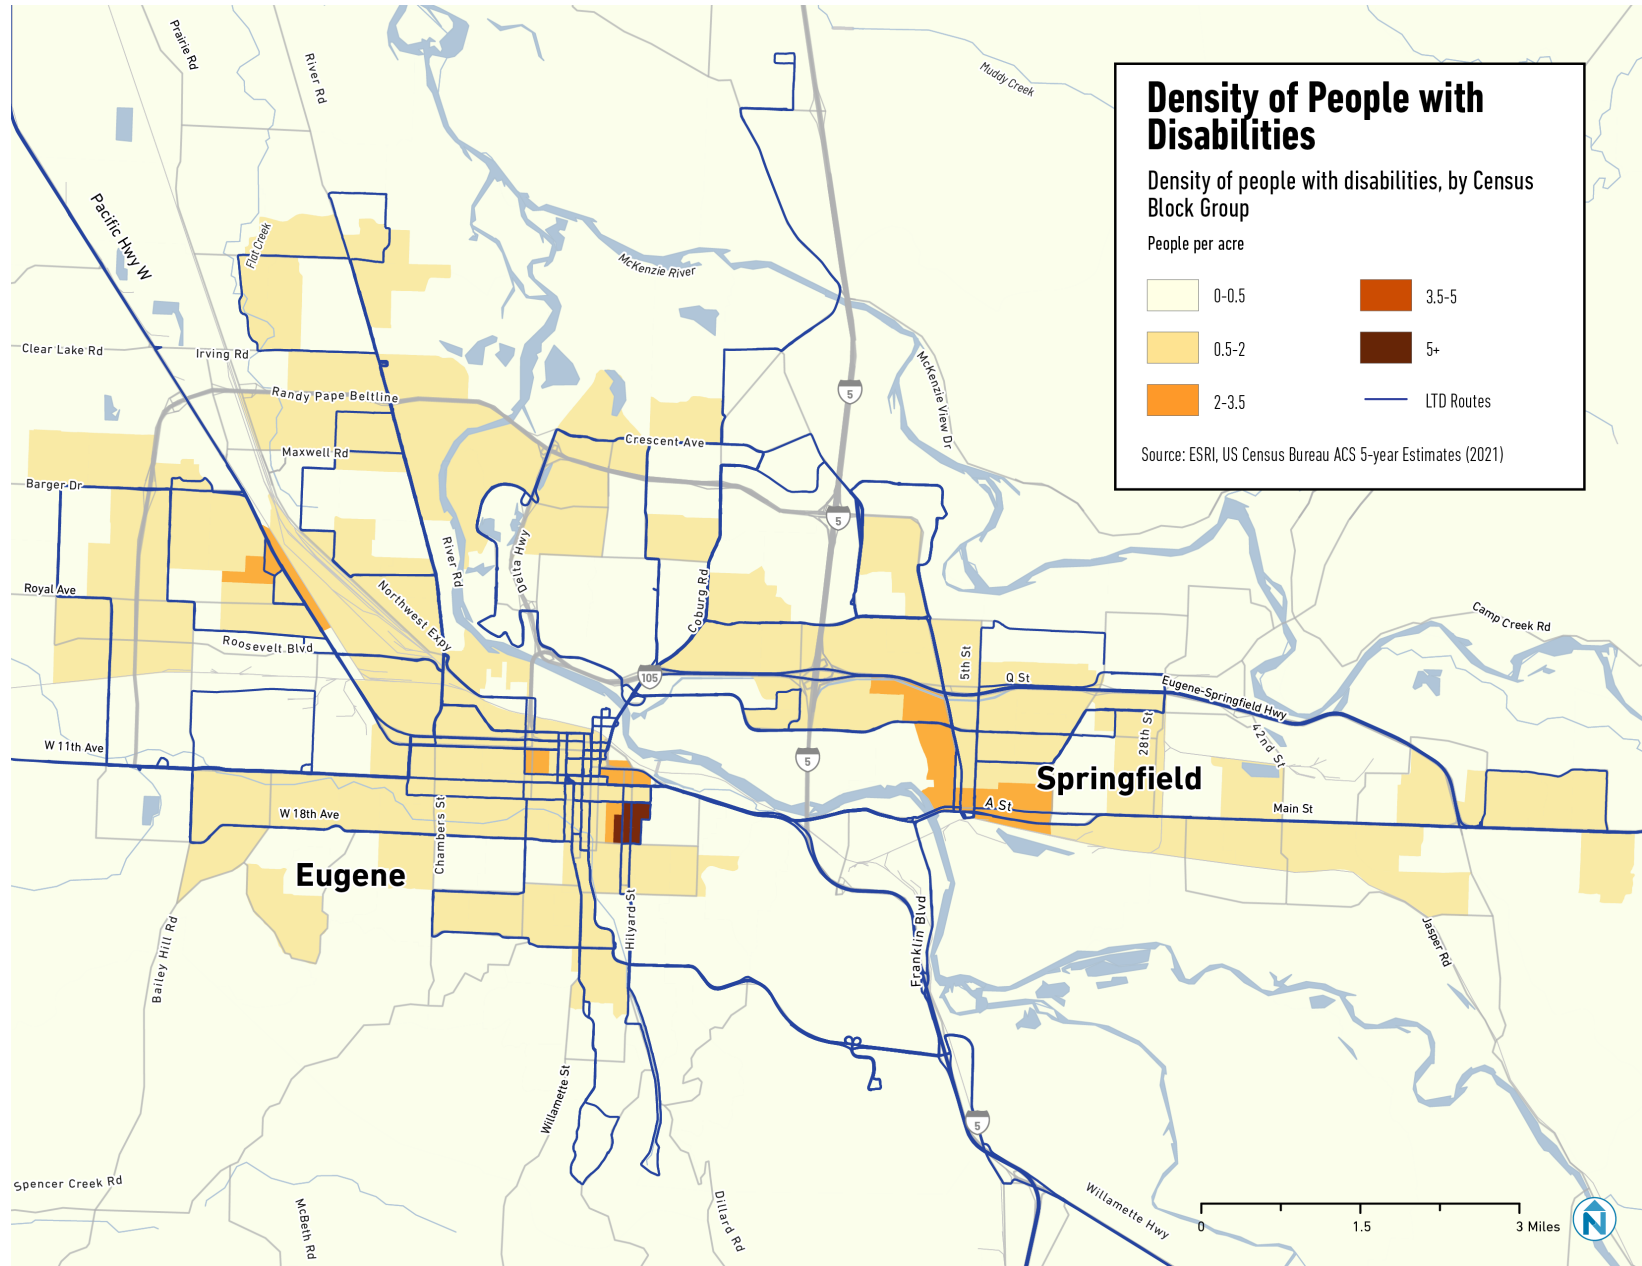 Prairie Rd
River Rd
Muddy Creek
Density of People with
Disabilities
Density of people with disabilities, by Census
Block Group
People per acre
0-0.5
3.5-5
0.5-2
5+
2-3.5
LTD Routes
Source: ESRI, US Census Bureau ACS 5-year Estimates (2021)
Pacific Hwy W
Flat Creek
McKenzie River
Clear Lake Rd
Irving Rd
McKenzie View Dr
Randy Pape Beltline
5
Crescent Ave
Maxwell Rd
Barger Dr
5
River Rd
Delta Hwy
Royal Ave
Northwest Expy
Coburg Rd
Camp Creek Rd
Roosevelt Blvd
5th St
105
Q St
Eugene-Springfield Hwy
28th St
42nd St
W 11th Ave
5
Springfield
A St
Main St
W 18th Ave
Chambers St
Eugene
Hilyard St
Franklin Blvd
Bailey Hill Rd
Jasper Rd
Willamette St
5
Spencer Creek Rd
McBeth Rd
Dillard Rd
Willamette Hwy
0
1.5
3 Miles
N